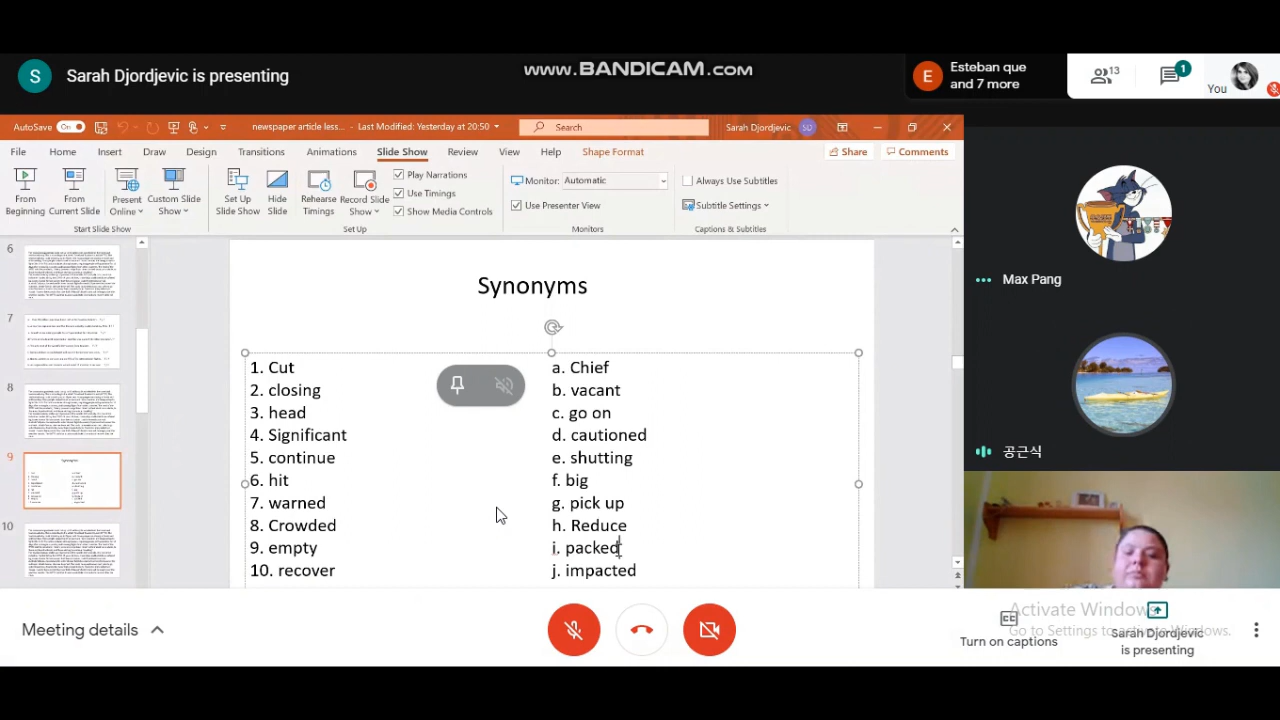 www.BANDICAM.com
S
Sarah Djordjevic is presenting
E
Esteban que
and 7 more
13
1
You
AutoSave On
newspaper article less... - Last Modified: Yesterday at 20:50
Search
Sarah Djordjevic SD
File Home Insert Draw Design Transitions Animations Slide Show Review View Help Shape Format Share Comments
From Beginning
From Current Slide
Present Online
Custom Slide Show
Start Slide Show
Set Up Slide Show
Hide Slide
Rehearse Timings
Record Slide Show
Play Narrations
Use Timings
Show Media Controls
Set Up
Monitor: Automatic
Use Presenter View
Monitors
Always Use Subtitles
Subtitle Settings
Captions & Subtitles
6
7
8
9
10
Synonyms
1. Cut
2. closing
3. head
4. Significant
5. continue
6. hit
7. warned
8. Crowded
9. empty
10. recover
a. Chief
b. vacant
c. go on
d. cautioned
e. shutting
f. big
g. pick up
h. Reduce
i. packed
j. impacted
Max Pang
공근식
Meeting details
Turn on captions
Activate Windows
Go to Settings to activate Windows.
Sarah Djordjevic
is presenting